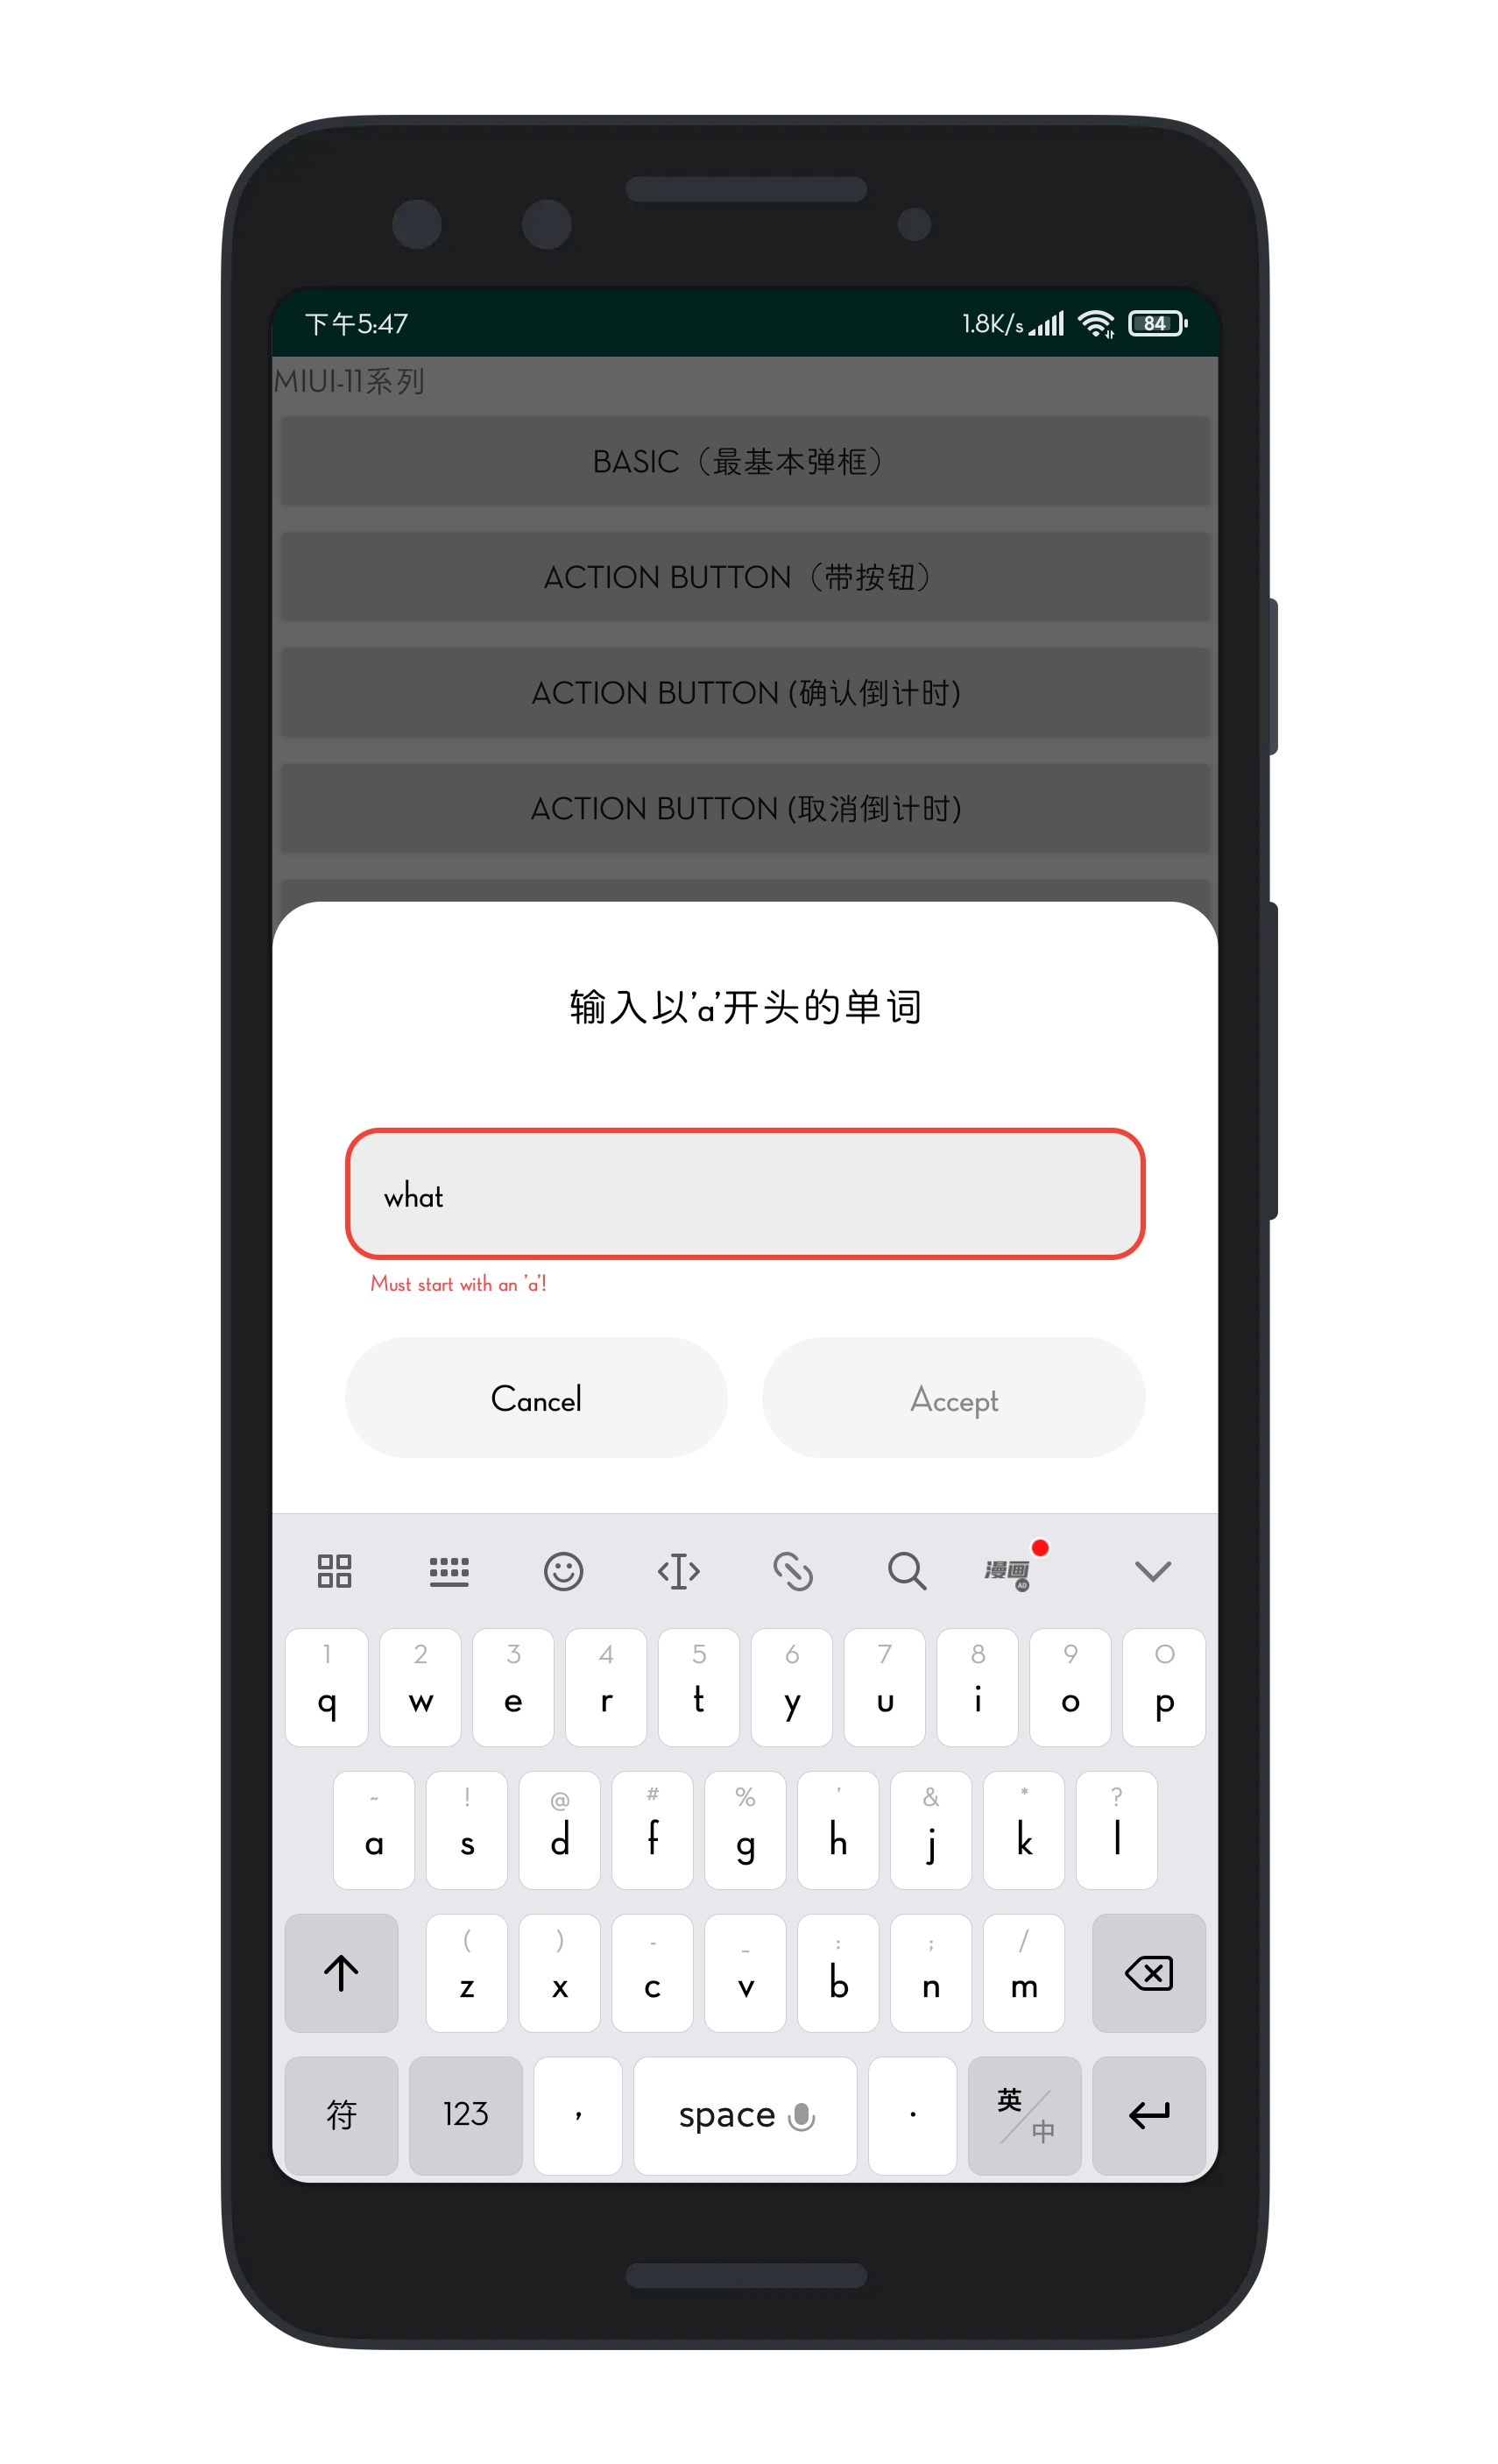 下午5:47 1.8K/s 84
MIUI-11系列
BASIC（最基本弹框）
ACTION BUTTON（带按钮）
ACTION BUTTON (确认倒计时)
ACTION BUTTON (取消倒计时)
输入以'a'开头的单词
what
Must start with an 'a'!
Cancel Accept
漫画
AD
1 2 3 4 5 6 7 8 9 0
q w e r t y u i o p
~ ! @ # % ' & * ?
a s d f g h j k l
( ) - _ : ; /
z x c v b n m
符 123 , space . 英/中